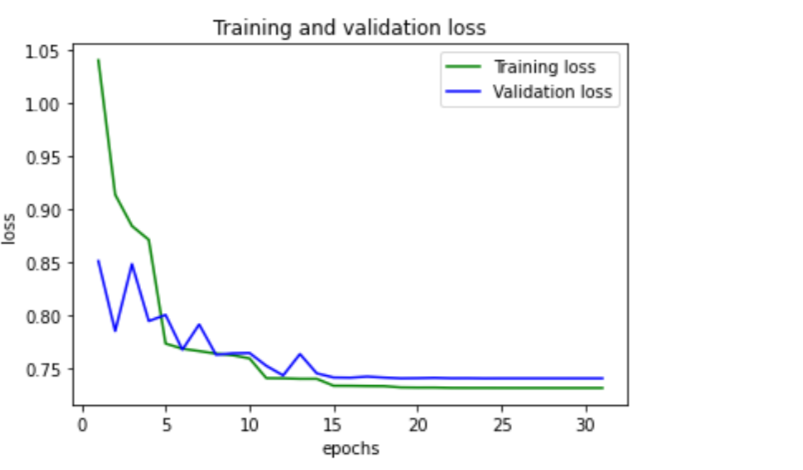 Training and validation loss
1.05
1.00
0.95
0.90
0.85
0.80
0.75
loss
Training loss
Validation loss
0 5 10 15 20 25 30
epochs